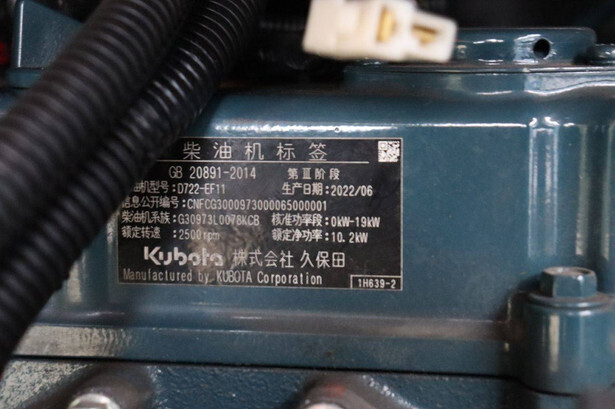 柴油机标签
GB 20891-2014 第Ⅲ阶段
油机型号: D722-EF11 生产日期: 2022/06
信息公开编号: CNFCG3000973000065000001
柴油机系族: G30973L0078KCB 核准功率段: 0kW-19kW
额定转速: 2500rpm 额定净功率: 10.2kW
Kubota 株式会社 久保田
Manufactured by KUBOTA Corporation 1H639-2